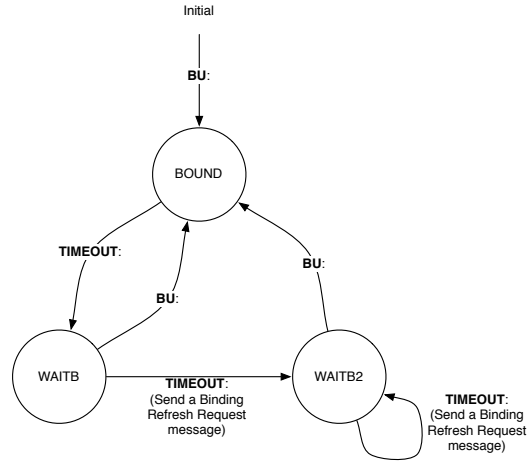 Initial
BU:
BOUND
TIMEOUT:
BU:
BU:
WAITB
WAITB2
TIMEOUT:
(Send a Binding
Refresh Request
message)
TIMEOUT:
(Send a Binding
Refresh Request
message)